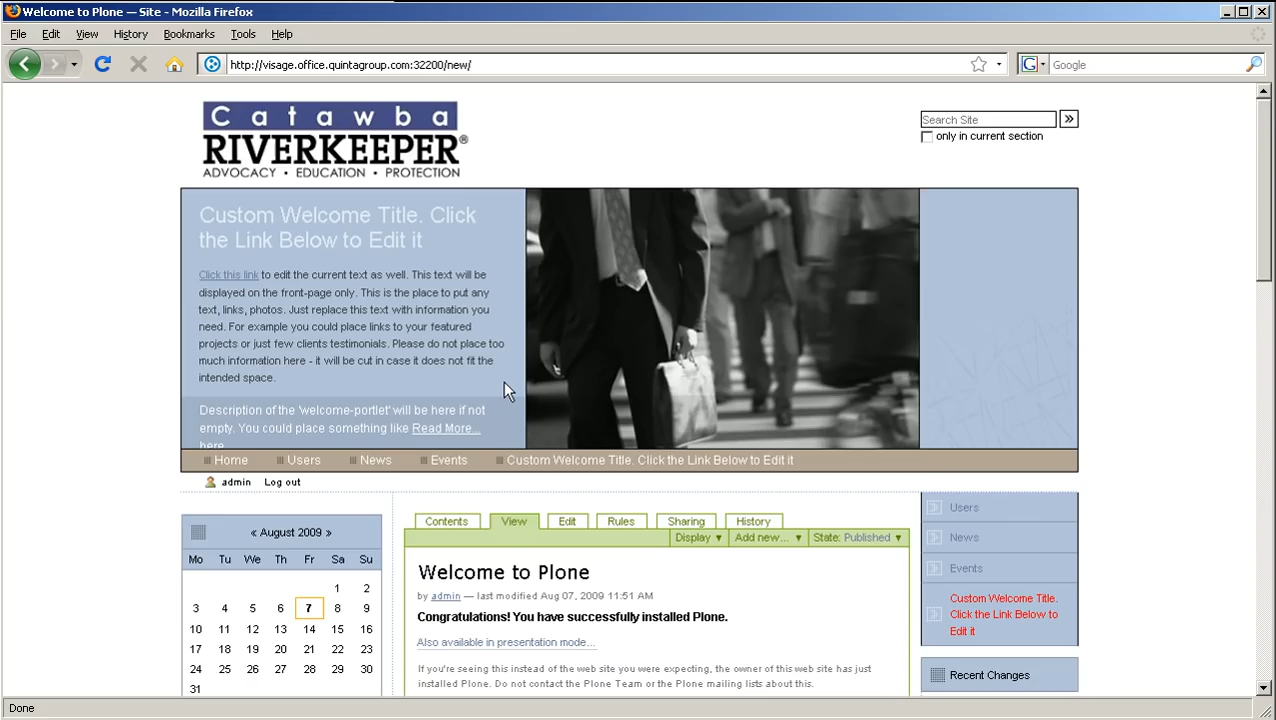 Welcome to Plone — Site - Mozilla Firefox
File Edit View History Bookmarks Tools Help
http://visage.office.quintagroup.com:32200/new/
G Google
Catawba
RIVERKEEPER®
ADVOCACY • EDUCATION • PROTECTION
Search Site
»
only in current section
Custom Welcome Title. Click
the Link Below to Edit it
Click this link to edit the current text as well. This text will be
displayed on the front-page only. This is the place to put any
text, links, photos. Just replace this text with information you
need. For example you could place links to your featured
projects or just few clients testimonials. Please do not place too
much information here - it will be cut in case it does not fit the
intended space.
Description of the 'welcome-portlet' will be here if not
empty. You could place something like Read More...
here
Home Users News Events Custom Welcome Title. Click the Link Below to Edit it
admin Log out
« August 2009 »
Mo Tu We Th Fr Sa Su
1 2
3 4 5 6 7 8 9
10 11 12 13 14 15 16
17 18 19 20 21 22 23
24 25 26 27 28 29 30
31
Contents View Edit Rules Sharing History
Display ▼ Add new... ▼ State: Published ▼
Welcome to Plone
by admin — last modified Aug 07, 2009 11:51 AM
Congratulations! You have successfully installed Plone.
Also available in presentation mode...
If you're seeing this instead of the web site you were expecting, the owner of this web site has just
installed Plone. Do not contact the Plone Team or the Plone mailing lists about this.
Users
News
Events
Custom Welcome Title.
Click the Link Below to
Edit it
Recent Changes
Done